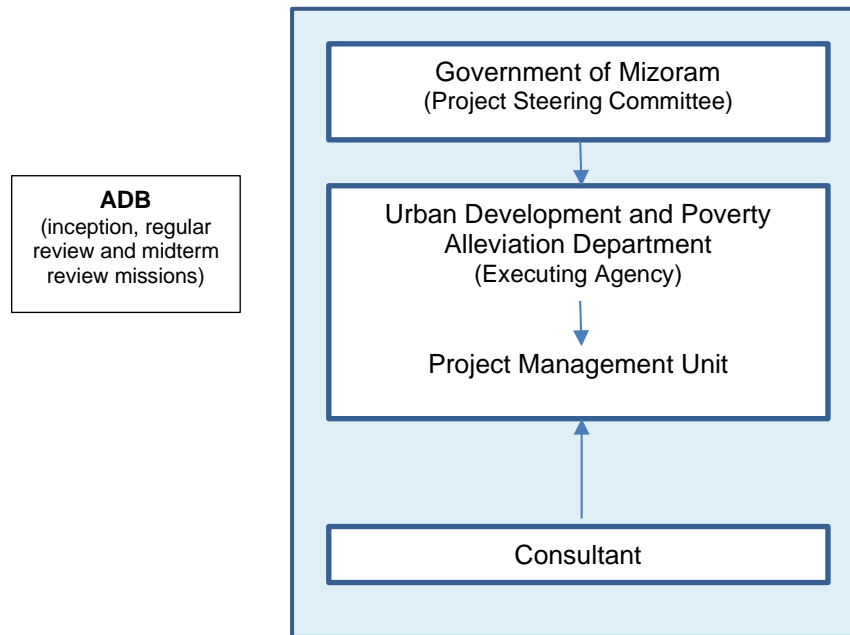 Government of Mizoram
(Project Steering Committee)
ADB
(inception, regular
review and midterm
review missions)
Urban Development and Poverty
Alleviation Department
(Executing Agency)
Project Management Unit
Consultant